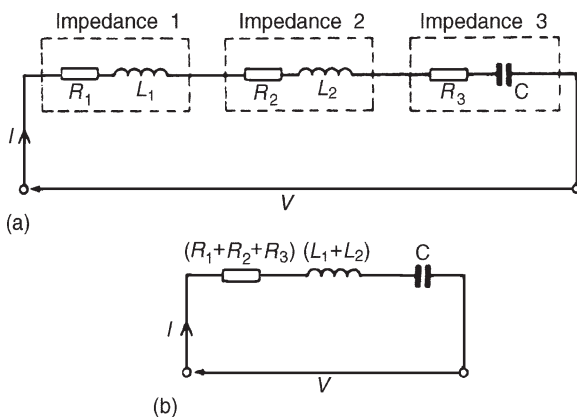 Impedance 1 Impedance 2 Impedance 3
R₁ L₁ R₂ L₂ R₃ C
I
V
(a)
(R₁+R₂+R₃) (L₁+L₂) C
I
V
(b)